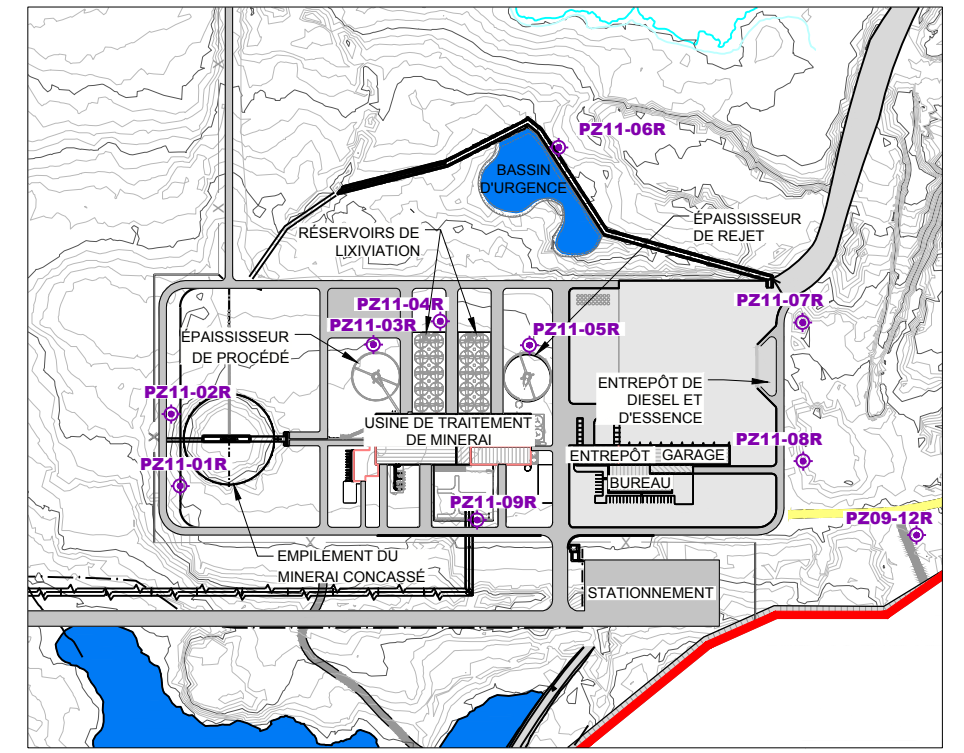 PZ11-06R
BASSIN
D'URGENCE
ÉPAISSISSEUR
DE REJET
RÉSERVOIRS DE
LIXIVIATION
PZ11-07R
PZ11-04R
PZ11-03R
PZ11-05R
ÉPAISSISSEUR
DE PROCÉDÉ
ENTREPÔT DE
DIESEL ET
D'ESSENCE
PZ11-02R
USINE DE TRAITEMENT
DE MINERAI
PZ11-08R
ENTREPÔT
GARAGE
PZ11-01R
BUREAU
PZ11-09R
PZ09-12R
EMPILEMENT DU
MINERAI CONCASSÉ
STATIONNEMENT